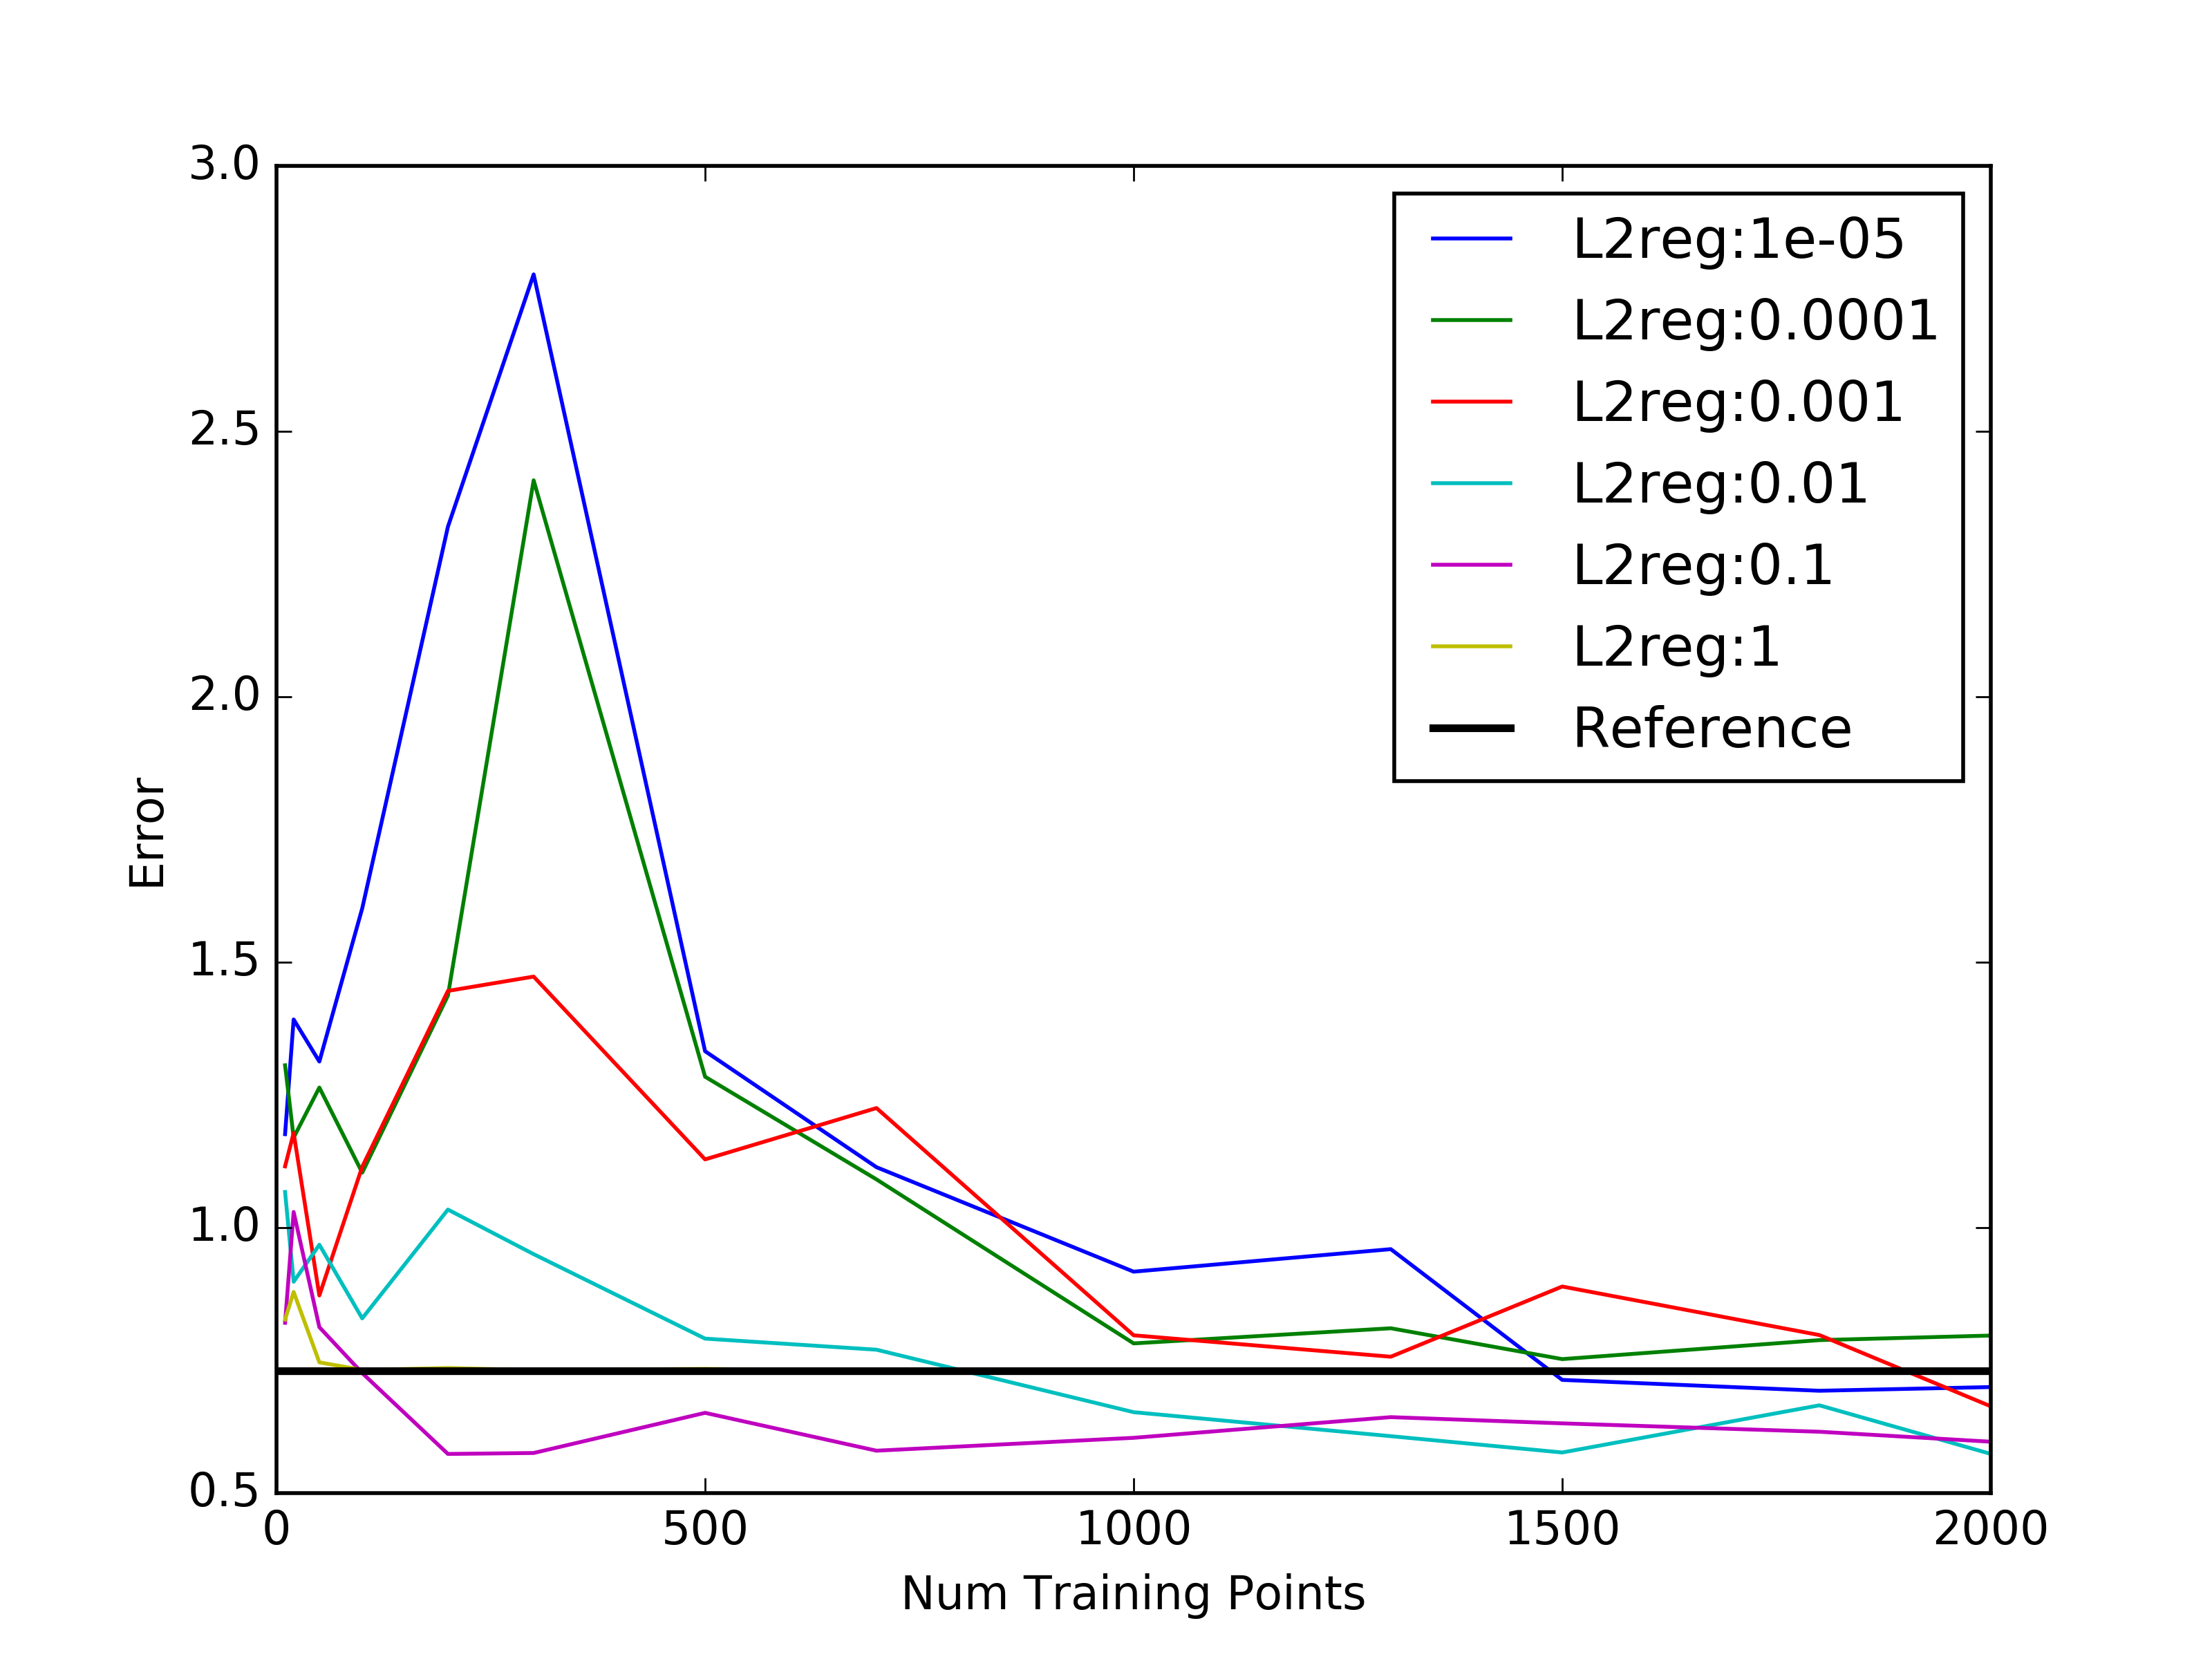 3.0
2.5
2.0
1.5
1.0
0.5
Error
0 500 1000 1500 2000
Num Training Points
L2reg:1e-05
L2reg:0.0001
L2reg:0.001
L2reg:0.01
L2reg:0.1
L2reg:1
Reference